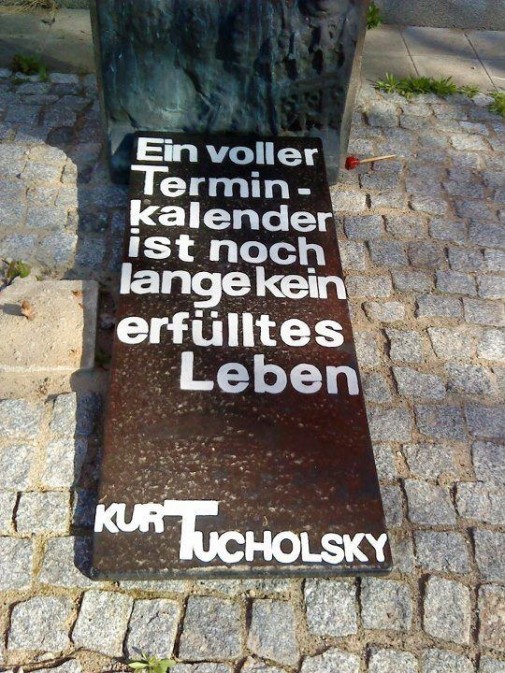 Ein voller
Termin-
kalender
ist noch
lange kein
erfülltes
Leben
KURT TUCHOLSKY